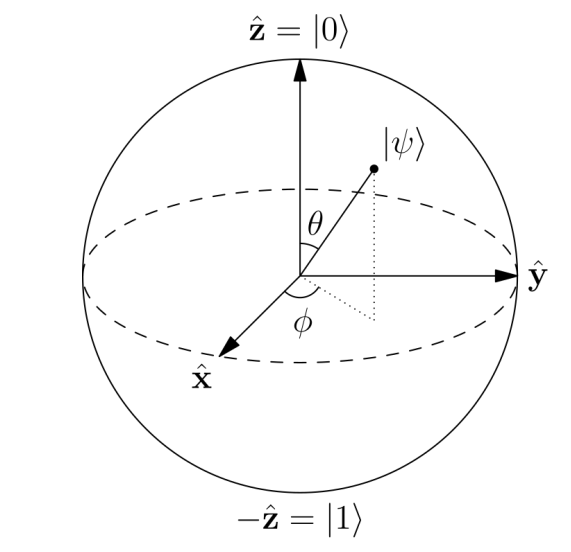 ẑ = |0⟩
|ψ⟩
θ
ŷ
ϕ
x̂
−ẑ = |1⟩